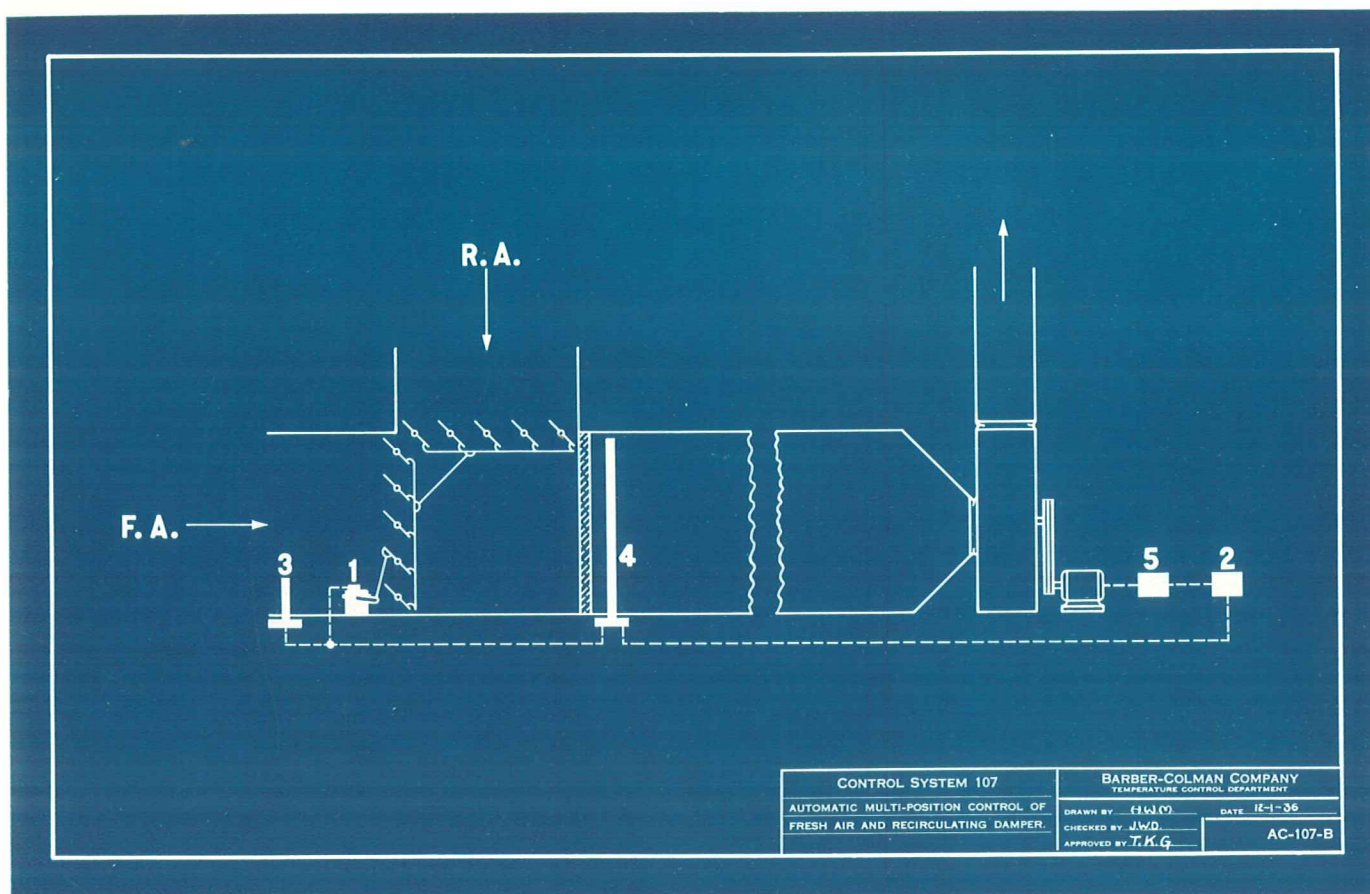 R. A.
F. A.
3
1
4
5
2
CONTROL SYSTEM 107
AUTOMATIC MULTI-POSITION CONTROL OF
FRESH AIR AND RECIRCULATING DAMPER.
BARBER-COLMAN COMPANY
TEMPERATURE CONTROL DEPARTMENT
DRAWN BY H.W.M. DATE 12-1-36
CHECKED BY J.W.D.
APPROVED BY T.K.G
AC-107-B